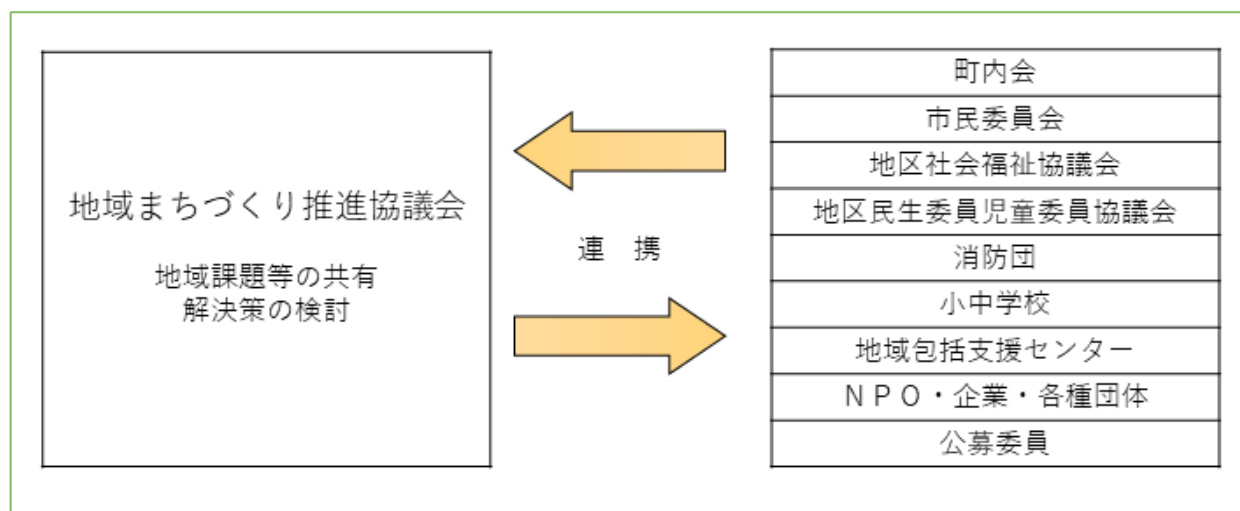 地域まちづくり推進協議会
地域課題等の共有
解決策の検討
連　携
町内会
市民委員会
地区社会福祉協議会
地区民生委員児童委員協議会
消防団
小中学校
地域包括支援センター
ＮＰＯ・企業・各種団体
公募委員